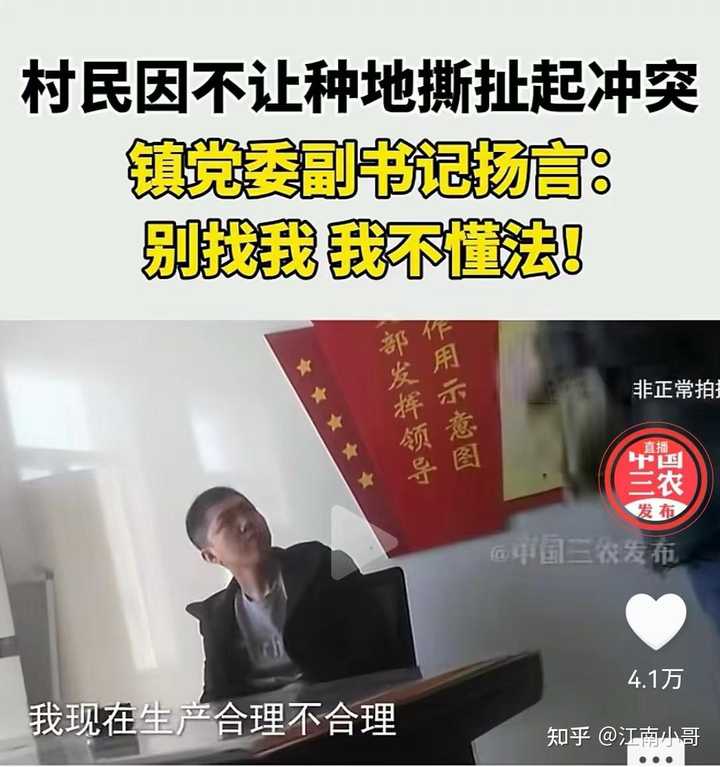 村民因不让种地撕扯起冲突
镇党委副书记扬言：
别找我 我不懂法！
作用示意图
部发挥领导
非正常拍
直播
中国
三农
发布
@中国三农发布
4.1万
我现在生产合理不合理
知乎 @江南小哥